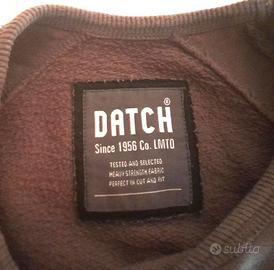 DATCH®
Since 1956 Co. LMTD
TESTED AND SELECTED
HEAVY STRENGTH FABRIC
PERFECT IN CUT AND FIT
subito